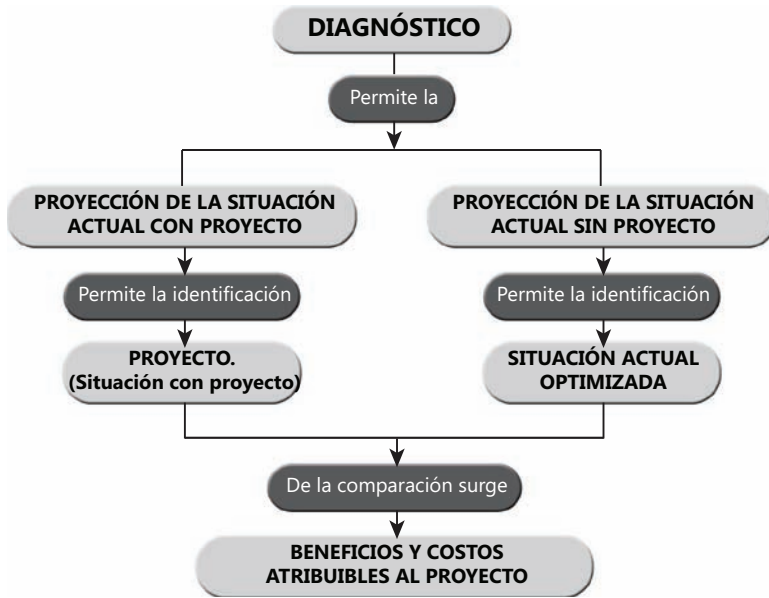 DIAGNÓSTICO
Permite la
PROYECCIÓN DE LA SITUACIÓN
ACTUAL CON PROYECTO
PROYECCIÓN DE LA SITUACIÓN
ACTUAL SIN PROYECTO
Permite la identificación
Permite la identificación
PROYECTO.
(Situación con proyecto)
SITUACIÓN ACTUAL
OPTIMIZADA
De la comparación surge
BENEFICIOS Y COSTOS
ATRIBUIBLES AL PROYECTO